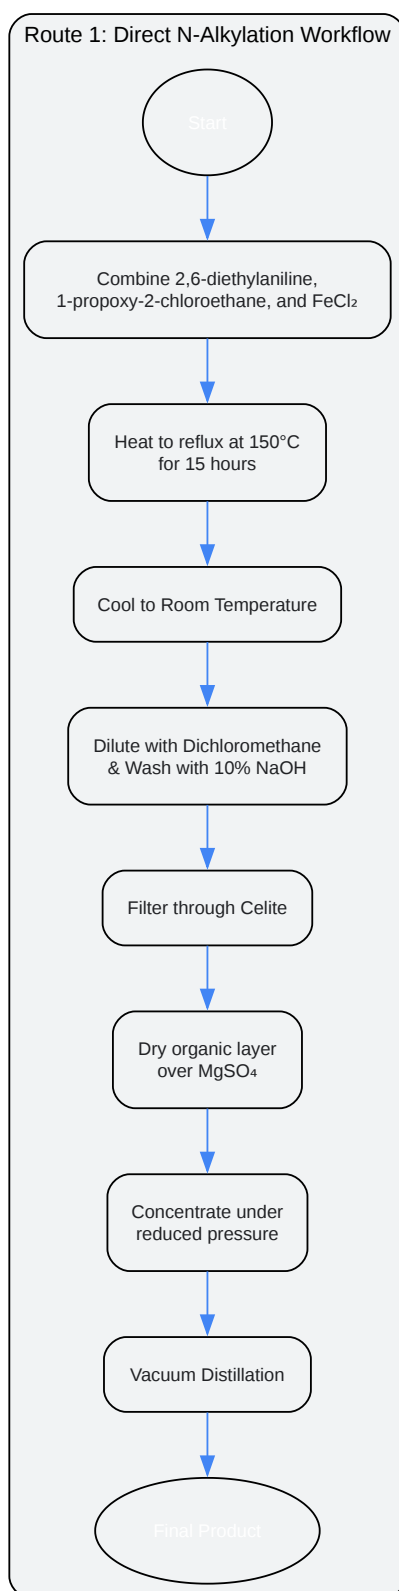 Route 1: Direct N-Alkylation Workflow
Start
Combine 2,6-diethylaniline,
1-propoxy-2-chloroethane, and FeCl₂
Heat to reflux at 150°C
for 15 hours
Cool to Room Temperature
Dilute with Dichloromethane
& Wash with 10% NaOH
Filter through Celite
Dry organic layer
over MgSO₄
Concentrate under
reduced pressure
Vacuum Distillation
Final Product